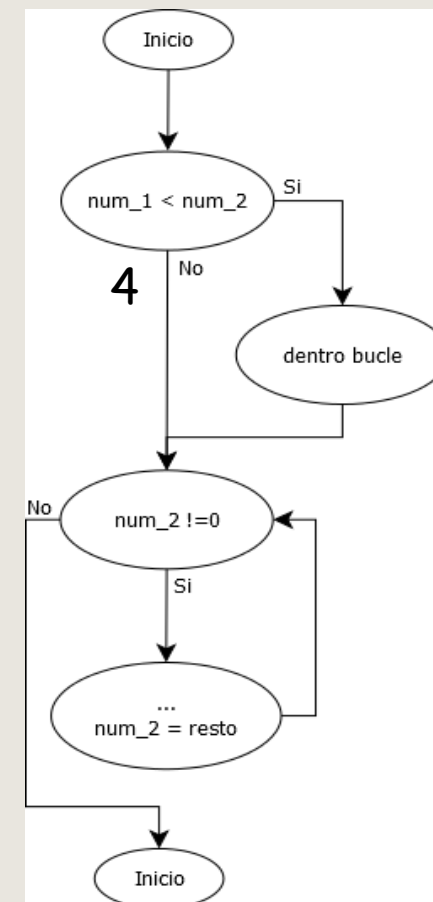 Inicio
num_1 < num_2
Si
No
4
dentro bucle
No
num_2 !=0
Si
...
num_2 = resto
Inicio